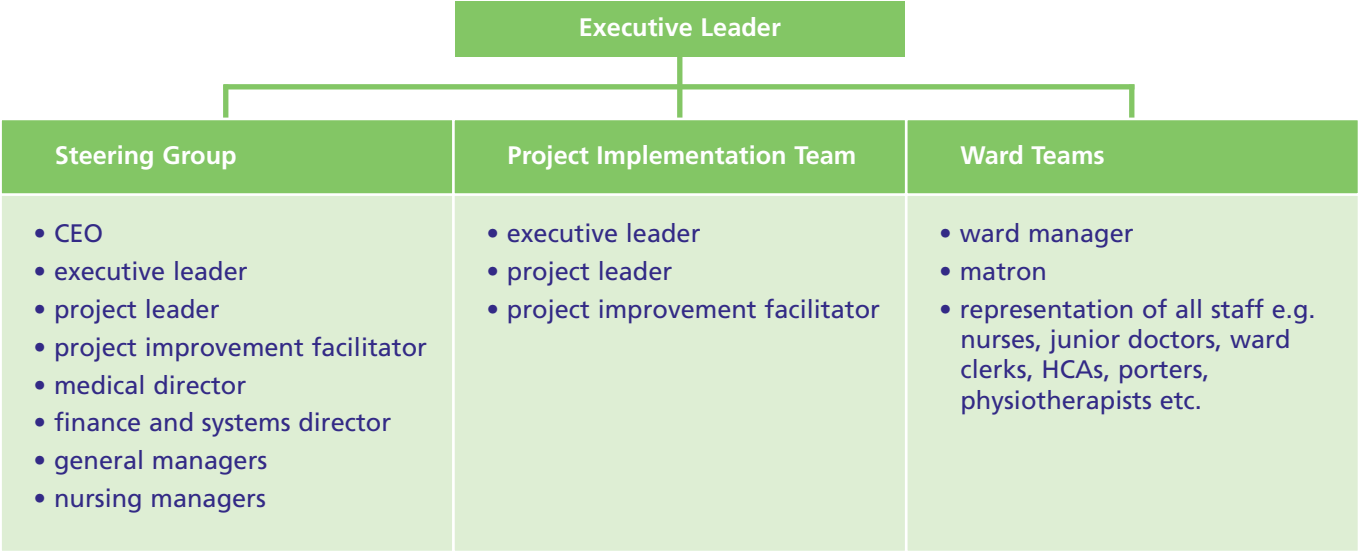 Executive Leader
Steering Group
• CEO
• executive leader
• project leader
• project improvement facilitator
• medical director
• finance and systems director
• general managers
• nursing managers
Project Implementation Team
• executive leader
• project leader
• project improvement facilitator
Ward Teams
• ward manager
• matron
• representation of all staff e.g.
nurses, junior doctors, ward
clerks, HCAs, porters,
physiotherapists etc.